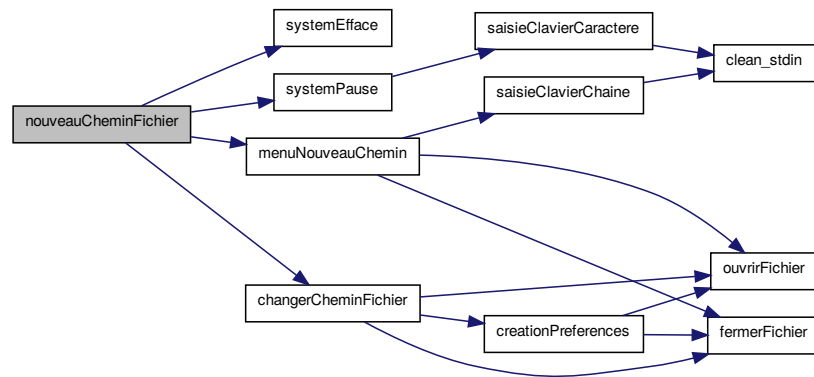 systemEfface
saisieClavierCaractere
clean_stdin
systemPause
saisieClavierChaine
nouveauCheminFichier
menuNouveauChemin
ouvrirFichier
changerCheminFichier
creationPreferences
fermerFichier